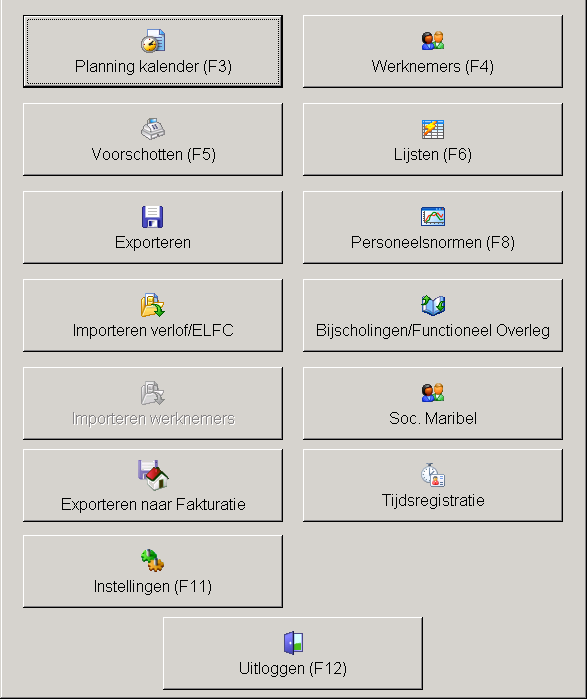 Planning kalender (F3)
Werknemers (F4)
Voorschotten (F5)
Lijsten (F6)
Exporteren
Personeelsnormen (F8)
Importeren verlof/ELFC
Bijscholingen/Functioneel Overleg
Importeren werknemers
Soc. Maribel
Exporteren naar Fakturatie
Tijdsregistratie
Instellingen (F11)
Uitloggen (F12)